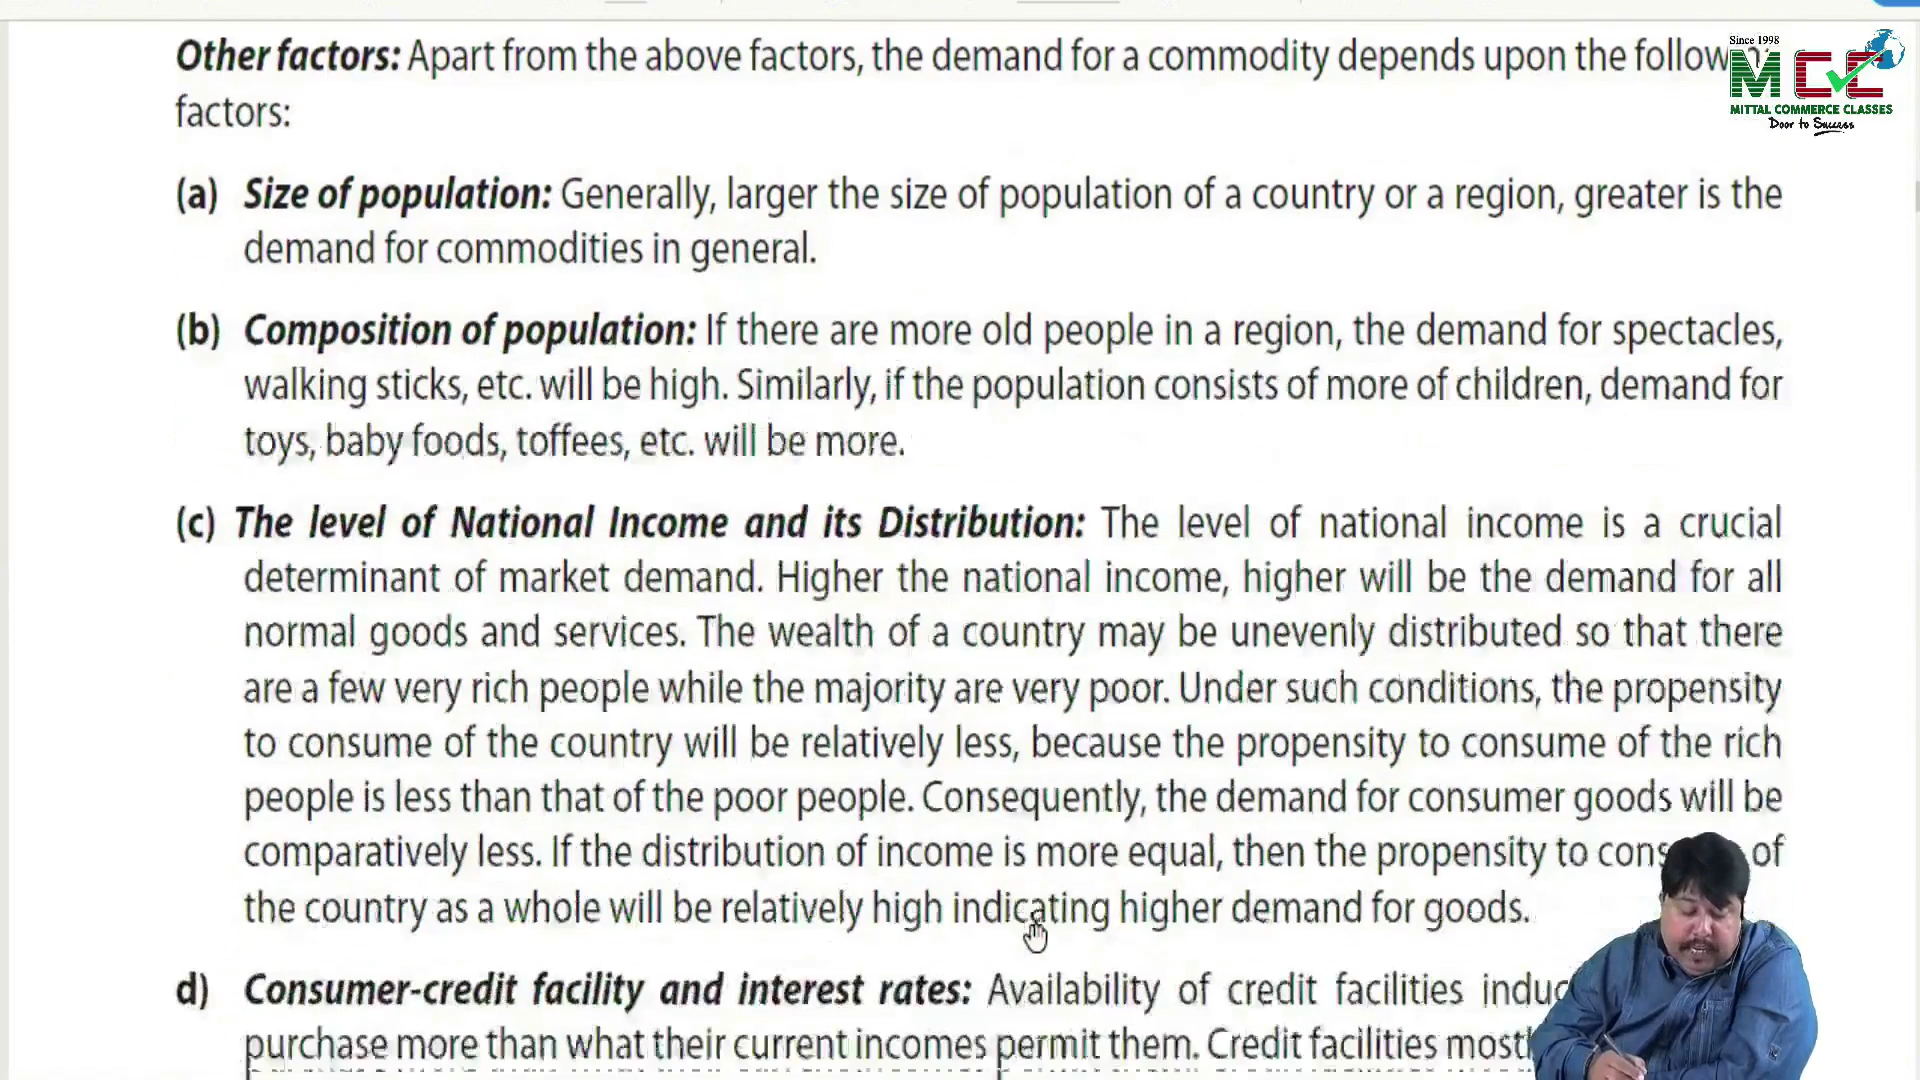 Other factors: Apart from the above factors, the demand for a commodity depends upon the
factors:
(a) Size of population: Generally, larger the size of population of a country or a region, greater is the
demand for commodities in general.
(b) Composition of population: If there are more old people in a region, the demand for spectacles,
walking sticks, etc. will be high. Similarly, if the population consists of more of children, demand for
toys, baby foods, toffees, etc. will be more.
(c) The level of National Income and its Distribution: The level of national income is a crucial
determinant of market demand. Higher the national income, higher will be the demand for all
normal goods and services. The wealth of a country may be unevenly distributed so that there
are a few very rich people while the majority are very poor. Under such conditions, the propensity
to consume of the country will be relatively less, because the propensity to consume of the rich
people is less than that of the poor people. Consequently, the demand for consumer goods will be
comparatively less. If the distribution of income is more equal, then the propensity to of
the country as a whole will be relatively high indicating higher demand for goods.
d) Consumer-credit facility and interest rates: Availability of credit facilities
purchase more than what their current incomes permit them. Credit facilities
Since 1998
MCC
MITTAL COMMERCE CLASSES
Door to Success